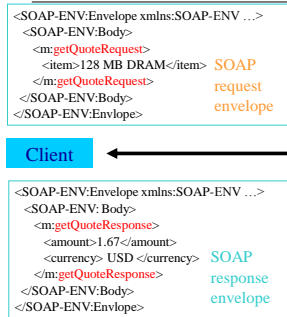 <SOAP-ENV:Envelope xmlns:SOAP-ENV …>
<SOAP-ENV:Body>
<m:getQuoteRequest>
<item>128 MB DRAM</item>
</m:getQuoteRequest>
</SOAP-ENV:Body>
</SOAP-ENV:Envlope>
SOAP
request
envelope
Client
<SOAP-ENV:Envelope xmlns:SOAP-ENV …>
<SOAP-ENV: Body>
<m:getQuoteResponse>
<amount>1.67</amount>
<currency> USD </currency>
</m:getQuoteResponse>
</SOAP-ENV:Body>
</SOAP-ENV:Envlope>
SOAP
response
envelope